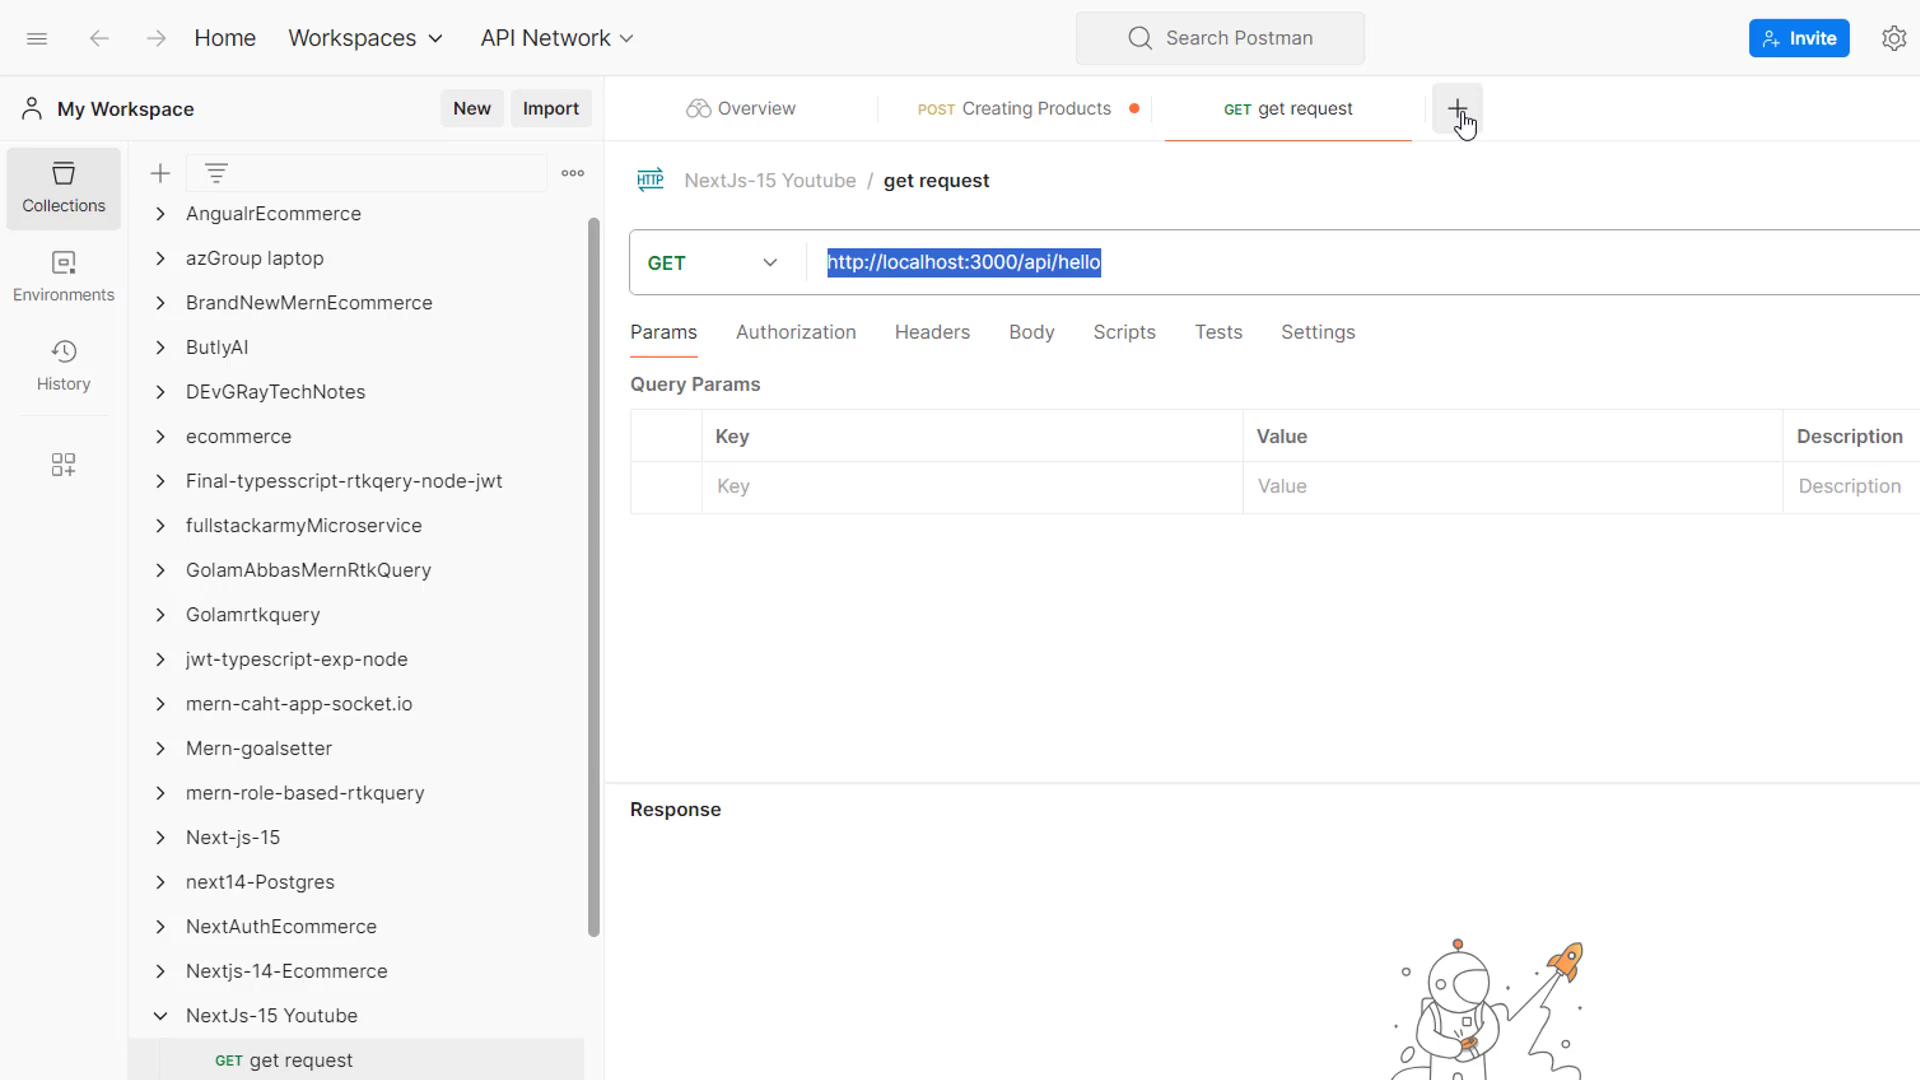 Home Workspaces API Network Search Postman Invite
My Workspace New Import Overview POST Creating Products GET get request
Collections
Environments
History
AngualrEcommerce
azGroup laptop
BrandNewMernEcommerce
ButlyAI
DEvGRayTechNotes
ecommerce
Final-typesscript-rtkqery-node-jwt
fullstackarmyMicroservice
GolamAbbasMernRtkQuery
Golamrtkquery
jwt-typescript-exp-node
mern-caht-app-socket.io
Mern-goalsetter
mern-role-based-rtkquery
Next-js-15
next14-Postgres
NextAuthEcommerce
Nextjs-14-Ecommerce
NextJs-15 Youtube
GET get request
HTTP NextJs-15 Youtube / get request
GET http://localhost:3000/api/hello
Params Authorization Headers Body Scripts Tests Settings
Query Params
Key Value Description
Key Value Description
Response